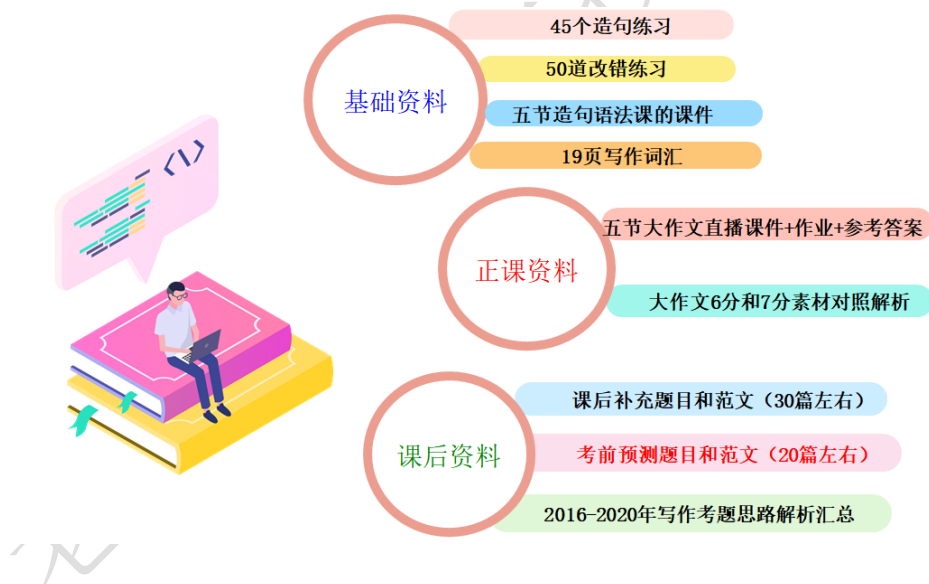 45个造句练习
50道改错练习
基础资料
五节造句语法课的课件
19页写作词汇
五节大作文直播课件+作业+参考答案
正课资料
大作文6分和7分素材对照解析
课后补充题目和范文（30篇左右）
课后资料
考前预测题目和范文（20篇左右）
2016-2020年写作考题思路解析汇总